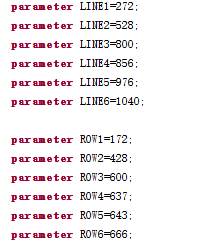 parameter LINE1=272;
parameter LINE2=528;
parameter LINE3=800;
parameter LINE4=856;
parameter LINE5=976;
parameter LINE6=1040;
parameter ROW1=172;
parameter ROW2=428;
parameter ROW3=600;
parameter ROW4=637;
parameter ROW5=643;
parameter ROW6=666;